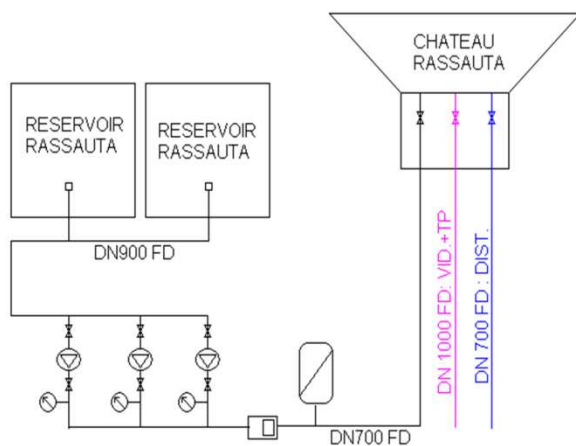 CHATEAU
RASSAUTA
RESERVOIR
RASSAUTA
RESERVOIR
RASSAUTA
DN900 FD
DN 1000 FD: VID.+TP
DN 700 FD : DIST.
DN700 FD